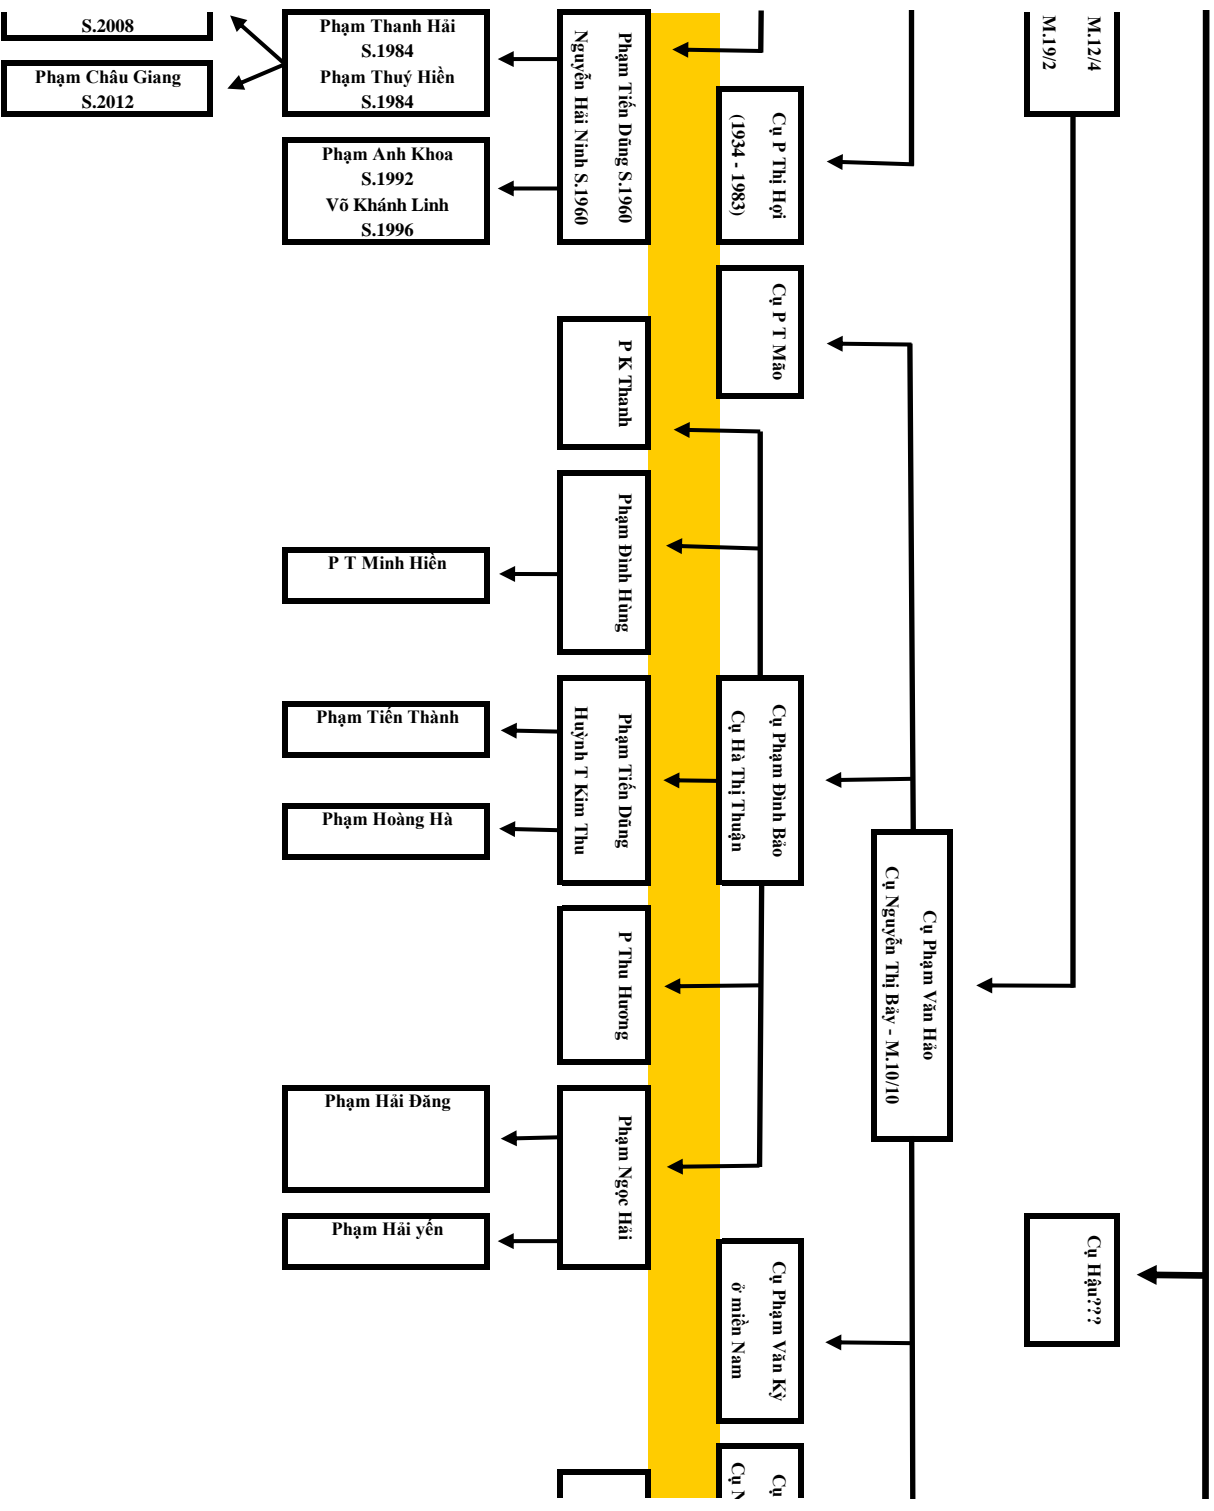 S.2008
Phạm Châu Giang
S.2012
Phạm Thanh Hải
S.1984
Phạm Thuý Hiền
S.1984
Phạm Anh Khoa
S.1992
Võ Khánh Linh
S.1996
Phạm Tiến Dũng S.1960
Nguyễn Hải Ninh S.1960
Cụ P Thị Hợi
(1934 - 1983)
M.12/4
M.19/2
Cụ P T Mão
P K Thanh
Phạm Đình Hùng
P T Minh Hiền
Phạm Tiến Thành
Phạm Hoàng Hà
Phạm Tiến Dũng
Huỳnh T Kim Thu
Cụ Phạm Đình Bảo
Cụ Hà Thị Thuận
Cụ Phạm Văn Hảo
Cụ Nguyễn Thị Bảy - M.10/10
P Thu Hương
Phạm Hải Đăng
Phạm Hải yến
Phạm Ngọc Hải
Cụ Phạm Văn Kỳ
ở miền Nam
Cụ Hậu???
Cụ
Cụ N